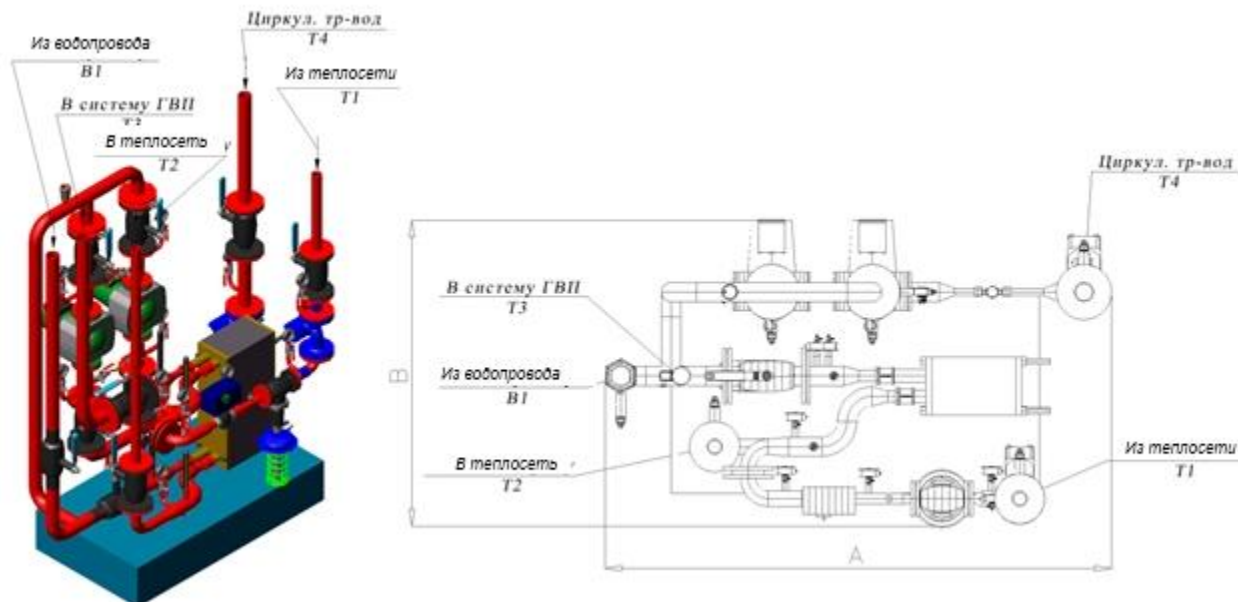 Циркул. тр-вод
Т4
Из водопровода
В1
Из теплосети
Т1
В систему ГВП
В теплосеть
Т2
Циркул. тр-вод
Т4
В систему ГВП
Т3
В
Из водопровода
В1
В теплосеть
Т2
Из теплосети
Т1
А